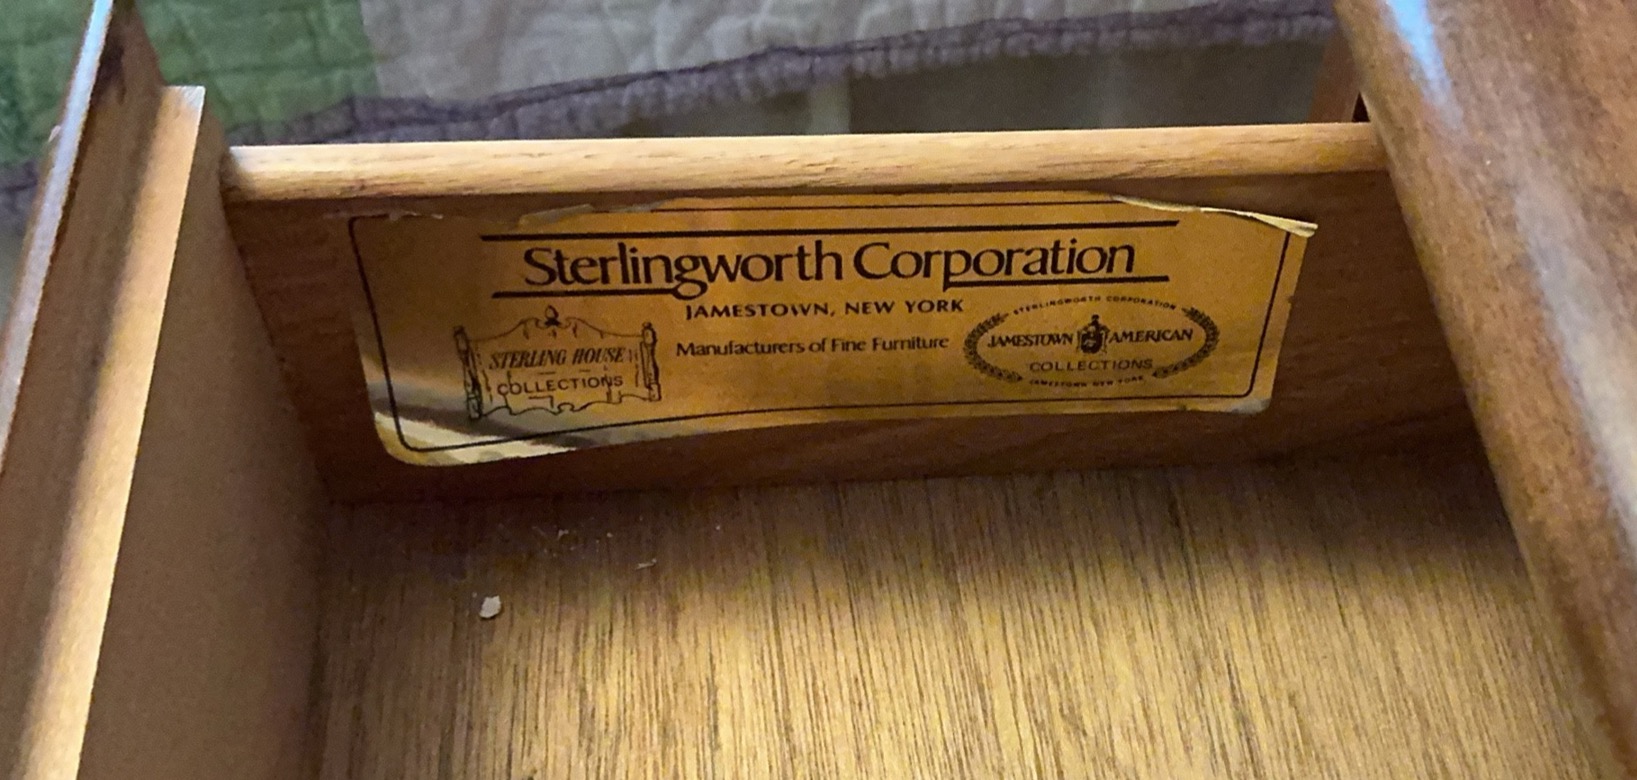 Sterlingworth Corporation
JAMESTOWN, NEW YORK
Manufacturers of Fine Furniture
STERLING HOUSE
COLLECTIONS
STERLINGWORTH CORPORATION
JAMESTOWN AMERICAN
COLLECTIONS
JAMESTOWN NEW YORK